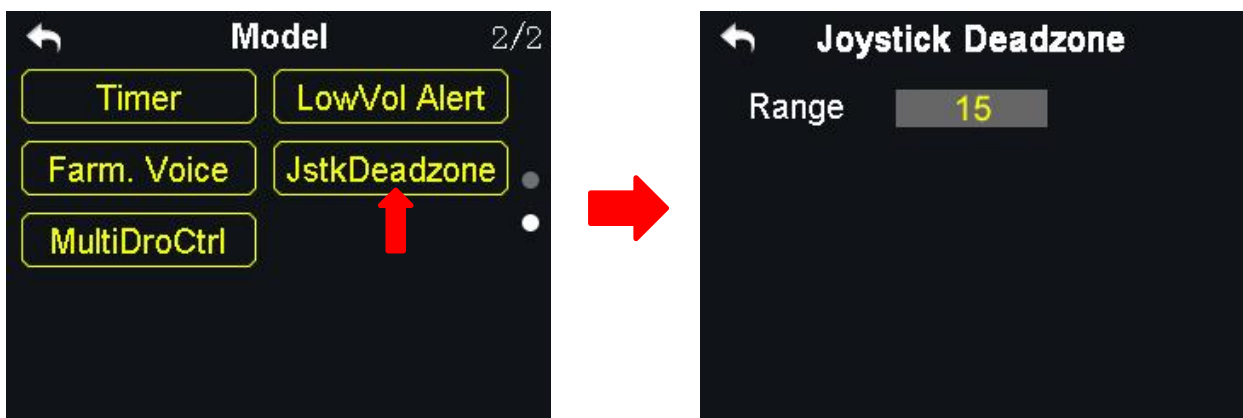 Model 2/2
Timer LowVol Alert
Farm. Voice JstkDeadzone
MultiDroCtrl
Joystick Deadzone
Range 15